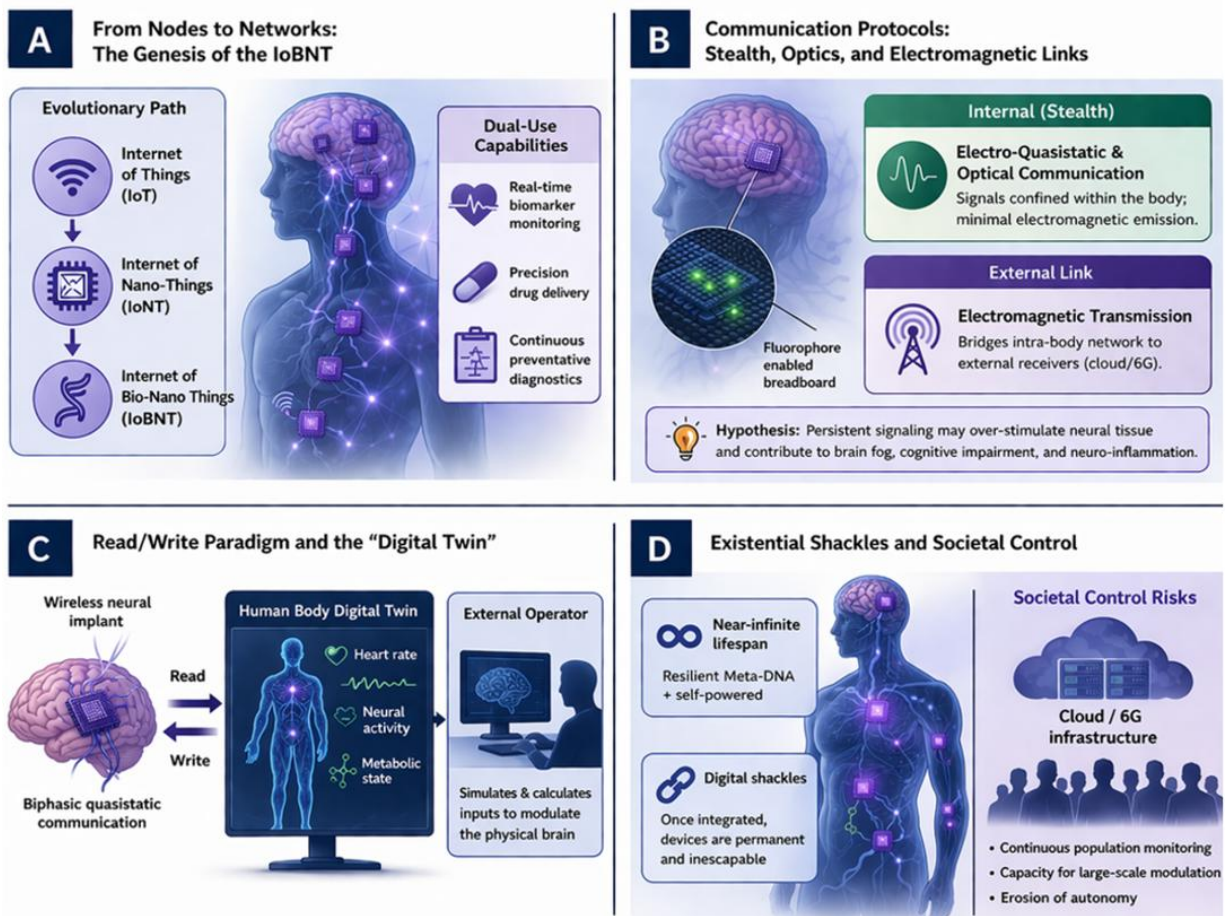 A
From Nodes to Networks:
The Genesis of the IoBNT
Evolutionary Path
Internet
of Things
(IoT)
Internet of
Nano-Things
(IoNT)
Internet of
Bio-Nano Things
(IoBNT)
Dual-Use
Capabilities
Real-time
biomarker
monitoring
Precision
drug delivery
Continuous
preventative
diagnostics
B
Communication Protocols:
Stealth, Optics, and Electromagnetic Links
Fluorophore
enabled
breadboard
Internal (Stealth)
Electro-Quasistatic &
Optical Communication
Signals confined within the body;
minimal electromagnetic emission.
External Link
Electromagnetic Transmission
Bridges intra-body network to
external receivers (cloud/6G).
Hypothesis: Persistent signaling may over-stimulate neural tissue
and contribute to brain fog, cognitive impairment, and neuro-inflammation.
C
Read/Write Paradigm and the “Digital Twin”
Wireless neural
implant
Biphasic quasistatic
communication
Read
Write
Human Body Digital Twin
Heart rate
Neural
activity
Metabolic
state
External Operator
Simulates & calculates
inputs to modulate
the physical brain
D
Existential Shackles and Societal Control
Near-infinite
lifespan
Resilient Meta-DNA
+ self-powered
Digital shackles
Once integrated,
devices are permanent
and inescapable
Societal Control Risks
Cloud / 6G
infrastructure
• Continuous population monitoring
• Capacity for large-scale modulation
• Erosion of autonomy